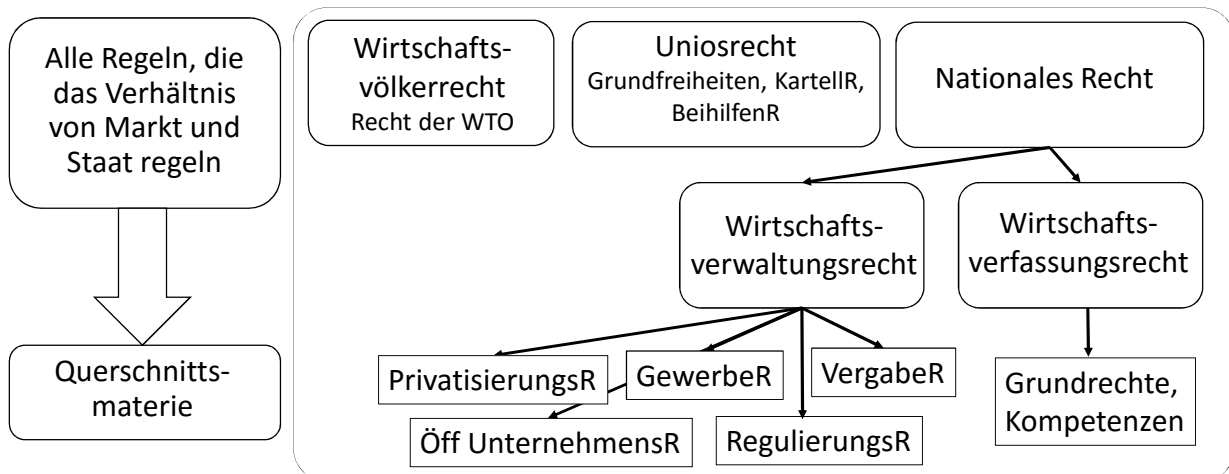 Alle Regeln, die
das Verhältnis
von Markt und
Staat regeln
Querschnitts-
materie
Wirtschafts-
völkerrecht
Recht der WTO
Uniosrecht
Grundfreiheiten, KartellR,
BeihilfenR
Nationales Recht
Wirtschafts-
verwaltungsrecht
Wirtschafts-
verfassungsrecht
PrivatisierungsR
GewerbeR
VergabeR
Öff UnternehmensR
RegulierungsR
Grundrechte,
Kompetenzen